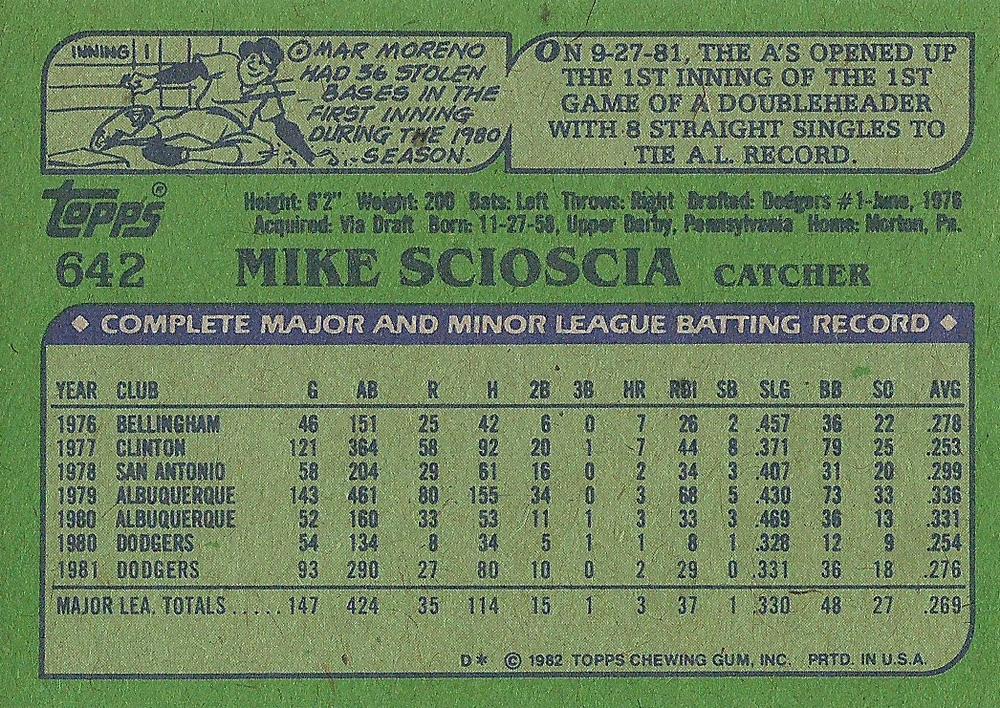 INNING 1
OMAR MORENO
HAD 36 STOLEN
BASES IN THE
FIRST INNING
DURING THE 1980
SEASON.
ON 9-27-81, THE A'S OPENED UP
THE 1ST INNING OF THE 1ST
GAME OF A DOUBLEHEADER
WITH 8 STRAIGHT SINGLES TO
TIE A.L. RECORD.
TOPPS®
Height: 6'2" Weight: 200 Bats: Left Throws: Right Drafted: Dodgers #1-June, 1976
Acquired: Via Draft Born: 11-27-58, Upper Darby, Pennsylvania Home: Morton, Pa.
642 MIKE SCIOSCIA CATCHER
◆ COMPLETE MAJOR AND MINOR LEAGUE BATTING RECORD ◆
YEAR CLUB G AB R H 2B 3B HR RBI SB SLG BB SO AVG
1976 BELLINGHAM 46 151 25 42 6 0 7 26 2 .457 36 22 .278
1977 CLINTON 121 364 58 92 20 1 7 44 8 .371 79 25 .253
1978 SAN ANTONIO 58 204 29 61 16 0 2 34 3 .407 31 20 .299
1979 ALBUQUERQUE 143 461 80 155 34 0 3 68 5 .430 73 33 .336
1980 ALBUQUERQUE 52 160 33 53 11 1 3 33 3 .469 36 13 .331
1980 DODGERS 54 134 8 34 5 1 1 8 1 .328 12 9 .254
1981 DODGERS 93 290 27 80 10 0 2 29 0 .331 36 18 .276
MAJOR LEA. TOTALS.....147 424 35 114 15 1 3 37 1 .330 48 27 .269
D* © 1982 TOPPS CHEWING GUM, INC. PRTD. IN U.S.A.